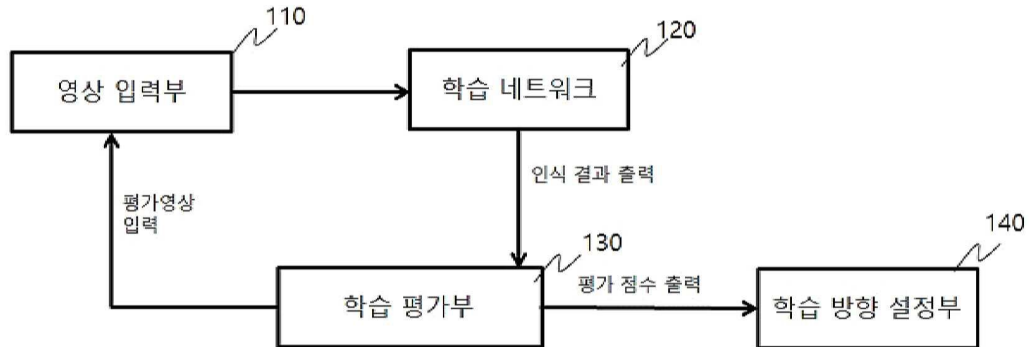 110
영상 입력부
120
학습 네트워크
인식 결과 출력
평가영상
입력
130
학습 평가부
평가 점수 출력
140
학습 방향 설정부